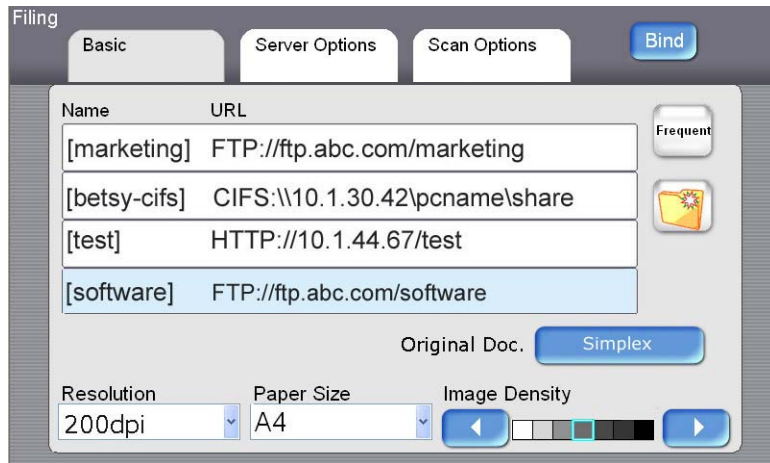 Filing
Basic Server Options Scan Options Bind
Name URL
Frequent
[marketing] FTP://ftp.abc.com/marketing
[betsy-cifs] CIFS:\\10.1.30.42\pcname\share
[test] HTTP://10.1.44.67/test
[software] FTP://ftp.abc.com/software
Original Doc. Simplex
Resolution Paper Size Image Density
200dpi A4